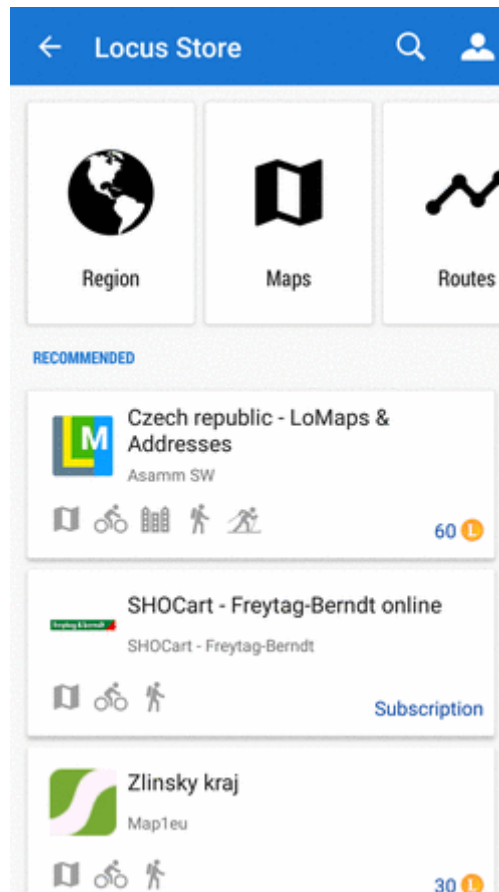 Locus Store
Region
Maps
Routes
RECOMMENDED
Czech republic - LoMaps &
Addresses
Asamm SW
60 L
SHOCart - Freytag-Berndt online
SHOCart - Freytag-Berndt
Subscription
Zlinsky kraj
Map1eu
30 L